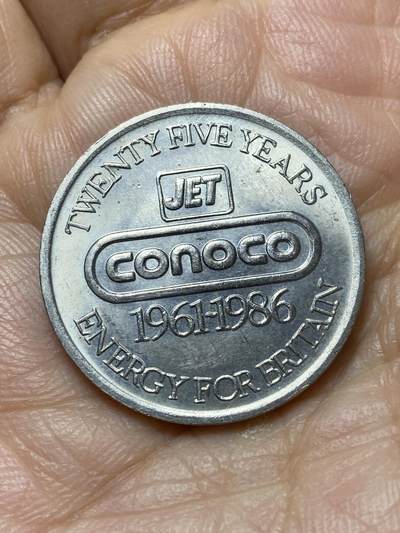 TWENTY FIVE YEARS
JET
conoco
1961-1986
ENERGY FOR BRITAIN